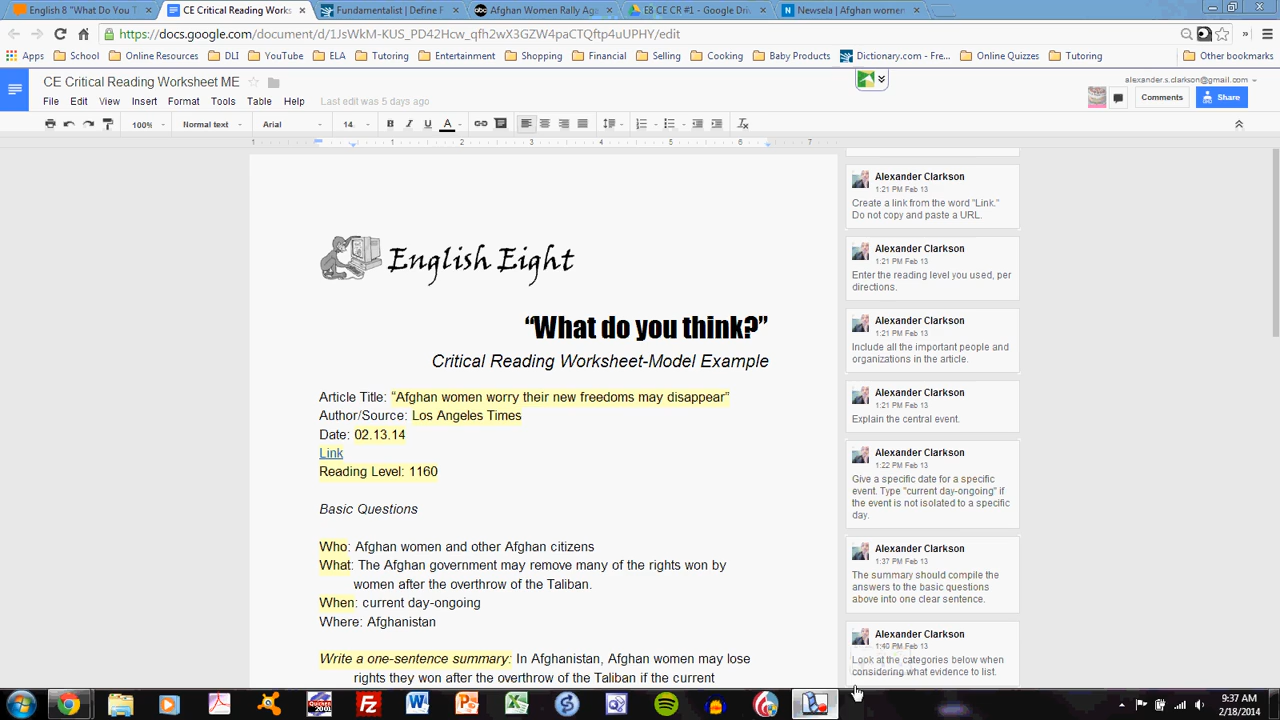 English 8 "What Do You T
CE Critical Reading Works
Fundamentalist | Define F
Afghan Women Rally Aga
E8 CE CR #1 - Google Driv
Newsela | Afghan women
https://docs.google.com/document/d/1JsWkM-KUS_PD42Hcw_qfh2wX3GZW4paCTQftp4uUPHY/edit
Apps School Online Resources DLI YouTube ELA Tutoring Entertainment Shopping Financial Selling Cooking Baby Products Dictionary.com - Fre... Online Quizzes Tutoring Other bookmarks
CE Critical Reading Worksheet ME
alexander.s.clarkson@gmail.com
File Edit View Insert Format Tools Table Help Last edit was 5 days ago
Comments Share
100% Normal text Arial 14 B I U A
1 1 2 3 4 5 6 7
English Eight
“What do you think?”
Critical Reading Worksheet-Model Example
Article Title: “Afghan women worry their new freedoms may disappear”
Author/Source: Los Angeles Times
Date: 02.13.14
Link
Reading Level: 1160
Basic Questions
Who: Afghan women and other Afghan citizens
What: The Afghan government may remove many of the rights won by
women after the overthrow of the Taliban.
When: current day-ongoing
Where: Afghanistan
Write a one-sentence summary: In Afghanistan, Afghan women may lose
rights they won after the overthrow of the Taliban if the current
Alexander Clarkson
1:21 PM Feb 13
Create a link from the word "Link."
Do not copy and paste a URL.
Alexander Clarkson
1:21 PM Feb 13
Enter the reading level you used, per
directions.
Alexander Clarkson
1:21 PM Feb 13
Include all the important people and
organizations in the article.
Alexander Clarkson
1:21 PM Feb 13
Explain the central event.
Alexander Clarkson
1:22 PM Feb 13
Give a specific date for a specific
event. Type "current day-ongoing" if
the event is not isolated to a specific
day.
Alexander Clarkson
1:37 PM Feb 13
The summary should compile the
answers to the basic questions
above into one clear sentence.
Alexander Clarkson
1:40 PM Feb 13
Look at the categories below when
considering what evidence to list.
9:37 AM
2/18/2014